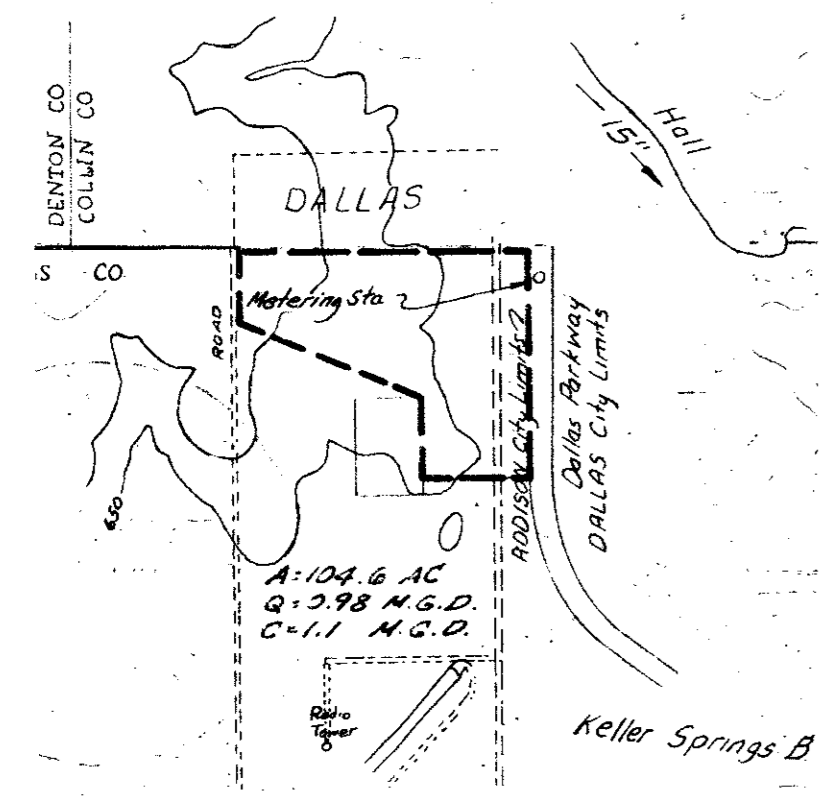 DENTON CO
COLLIN CO
Hall
15"
DALLAS
S CO
Metering Sta
ROAD
ADDISON City Limits
Dallas Parkway
DALLAS City Limits
650
A=104.6 AC
Q=0.98 M.G.D.
C=1.1 M.G.D.
Radio
Tower
Keller Springs B